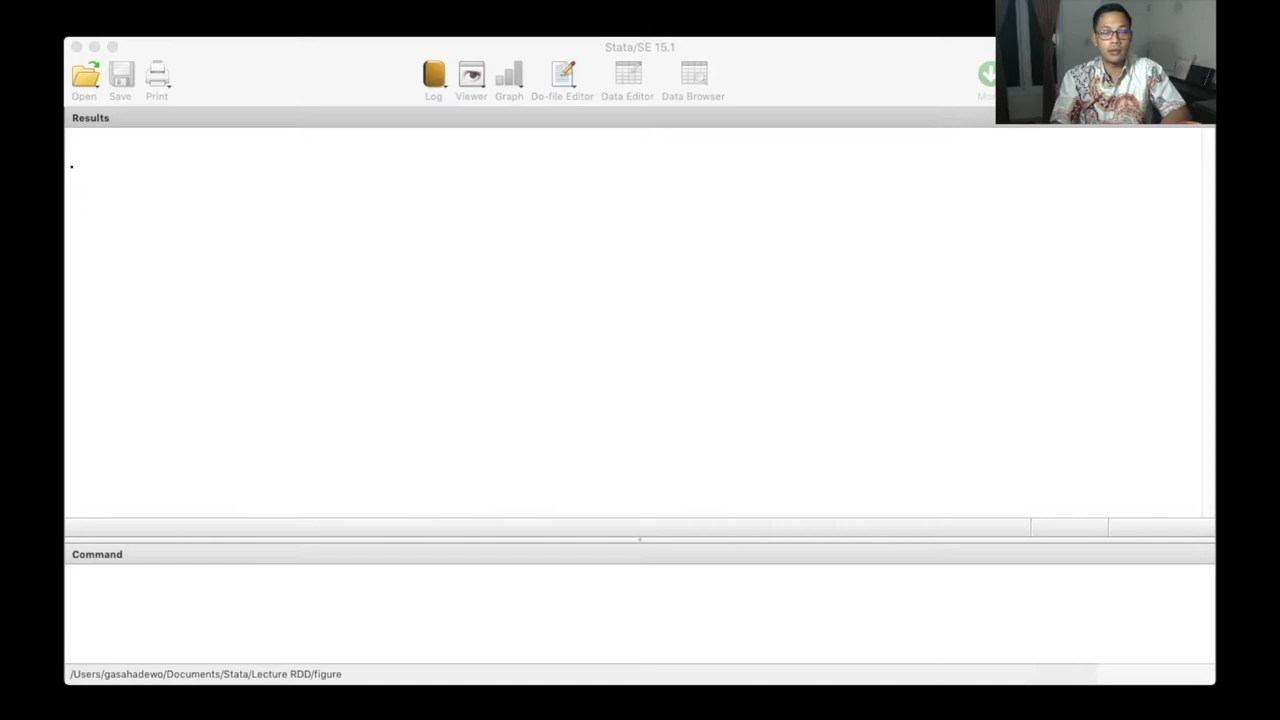 Stata/SE 15.1
Open
Save
Print
Log
Viewer
Graph
Do-file Editor
Data Editor
Data Browser
Results
.
Command
/Users/gasahadewo/Documents/Stata/Lecture RDD/figure